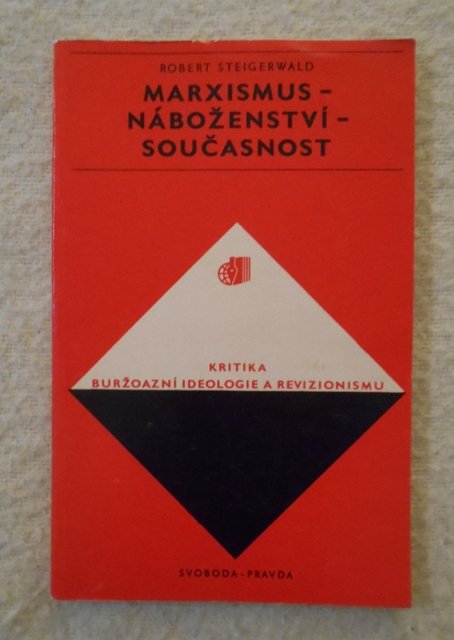 ROBERT STEIGERWALD
MARXISMUS –
NÁBOŽENSTVÍ –
SOUČASNOST
KRITIKA
BURŽOAZNÍ IDEOLOGIE A REVIZIONISMU
SVOBODA - PRAVDA